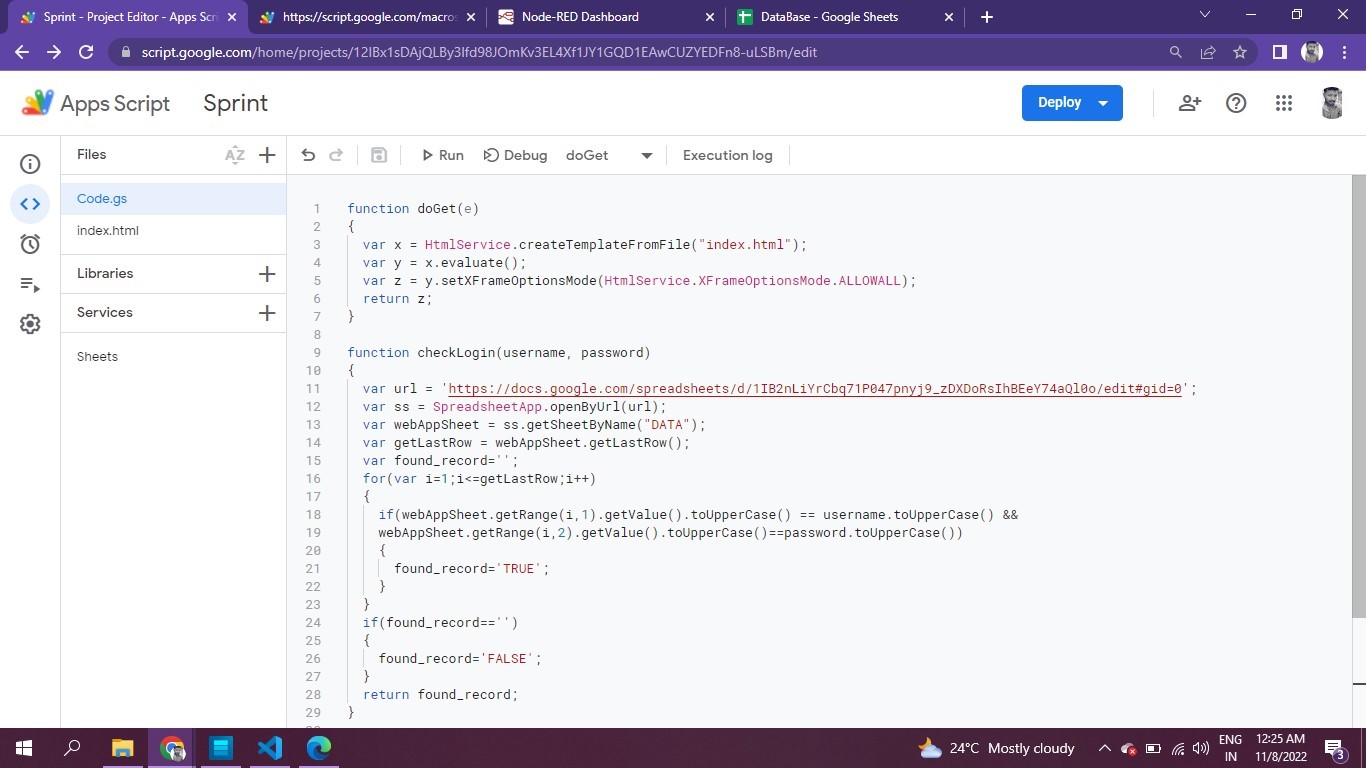 Sprint - Project Editor - Apps Scri
https://script.google.com/macros
Node-RED Dashboard
DataBase - Google Sheets
script.google.com/home/projects/12IBx1sDAjQLBy3lfd98JOmKv3EL4Xf1JY1GQD1EAwCUZYEDFn8-uLSBm/edit
Apps Script
Sprint
Deploy
Files
AZ
Run
Debug
doGet
Execution log
Code.gs
index.html
Libraries
Services
Sheets
1 function doGet(e)
2 {
3 var x = HtmlService.createTemplateFromFile("index.html");
4 var y = x.evaluate();
5 var z = y.setXFrameOptionsMode(HtmlService.XFrameOptionsMode.ALLOWALL);
6 return z;
7 }
8
9 function checkLogin(username, password)
10 {
11 var url = 'https://docs.google.com/spreadsheets/d/1IB2nLiYrCbq71P047pnyj9_zDXDoRsIhBEeY74aQl0o/edit#gid=0';
12 var ss = SpreadsheetApp.openByUrl(url);
13 var webAppSheet = ss.getSheetByName("DATA");
14 var getLastRow = webAppSheet.getLastRow();
15 var found_record='';
16 for(var i=1;i<=getLastRow;i++)
17 {
18 if(webAppSheet.getRange(i,1).getValue().toUpperCase() == username.toUpperCase() &&
19 webAppSheet.getRange(i,2).getValue().toUpperCase()==password.toUpperCase())
20 {
21 found_record='TRUE';
22 }
23 }
24 if(found_record=='')
25 {
26 found_record='FALSE';
27 }
28 return found_record;
29 }
24°C Mostly cloudy
ENG
IN
12:25 AM
11/8/2022
3